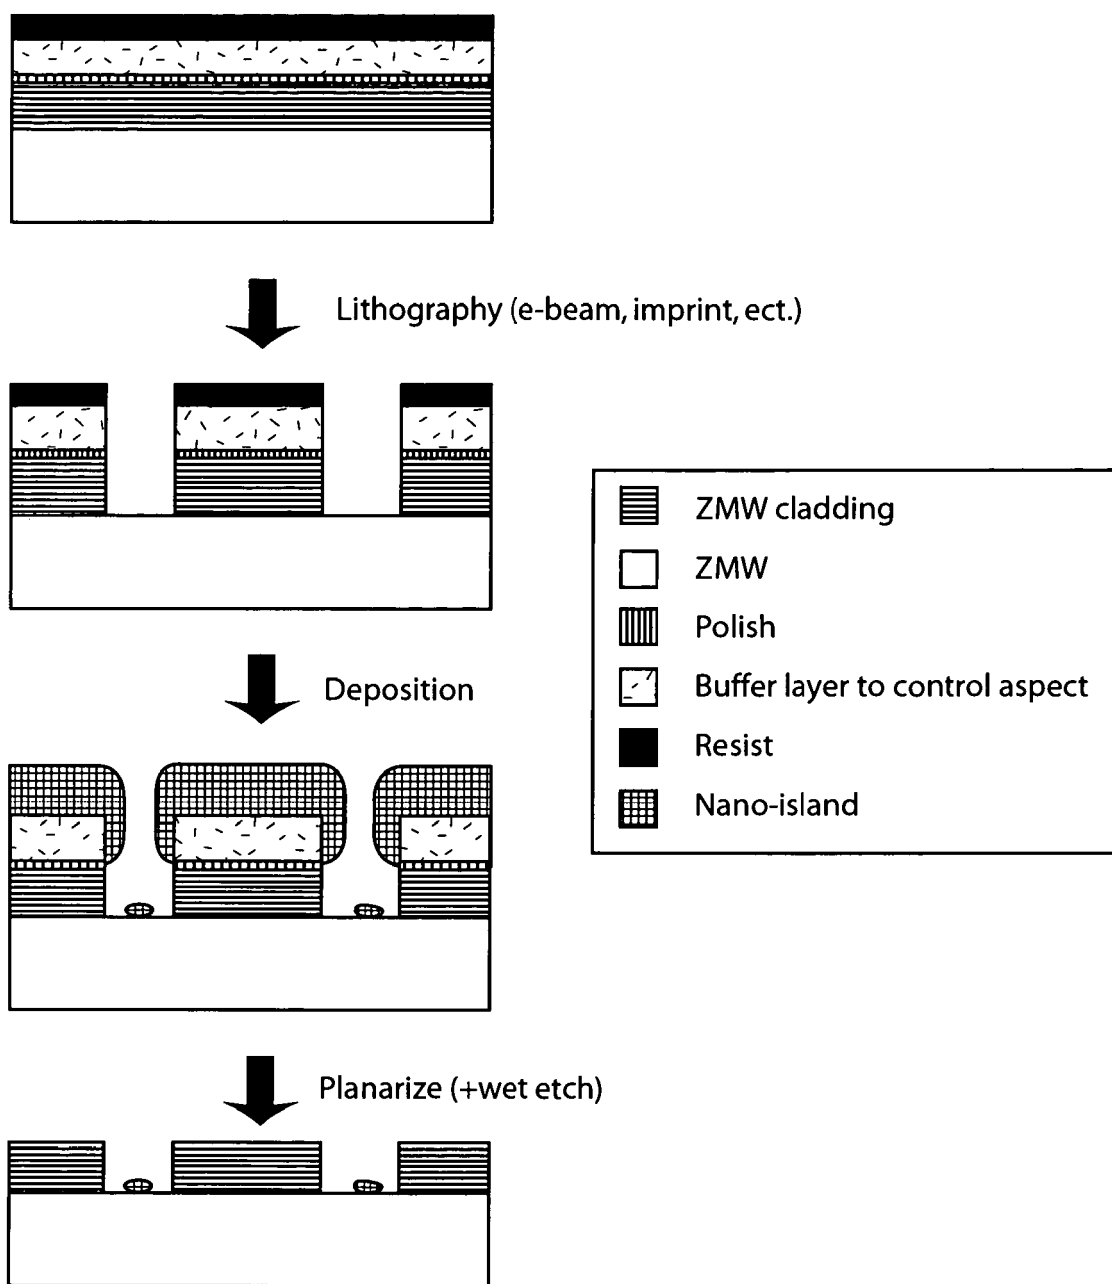 Lithography (e-beam, imprint, ect.)
ZMW cladding
ZMW
Polish
Buffer layer to control aspect
Resist
Nano-island
Deposition
Planarize (+wet etch)